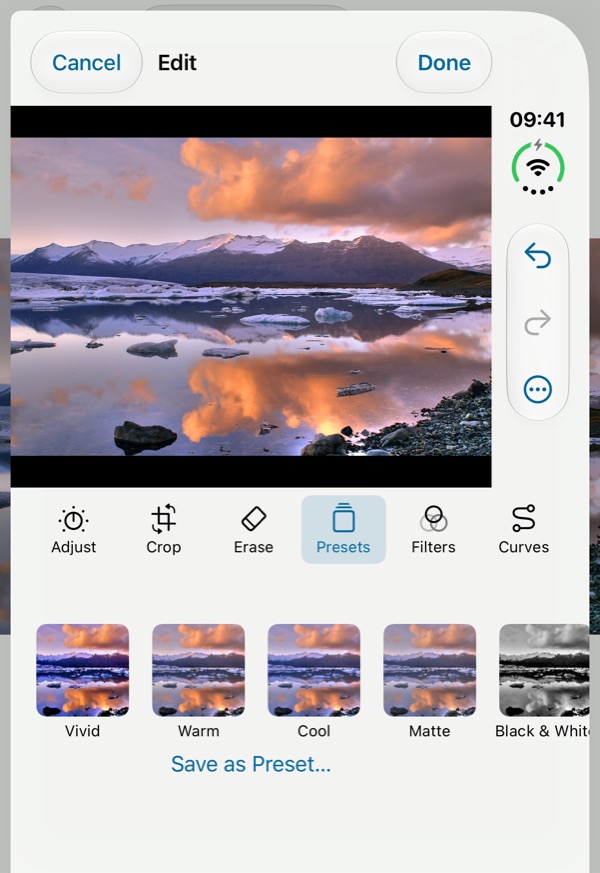 Cancel
Edit
Done
09:41
Adjust
Crop
Erase
Presets
Filters
Curves
Vivid
Warm
Cool
Matte
Black & White
Save as Preset...